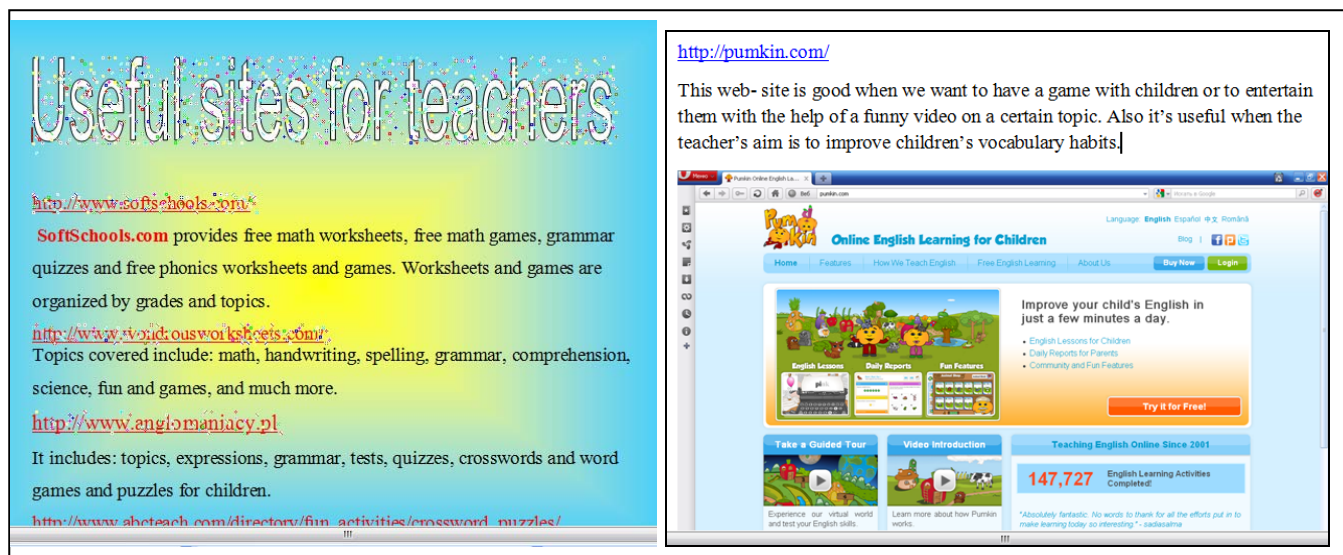 Useful sites for teachers
http://www.softschools.com/
SoftSchools.com provides free math worksheets, free math games, grammar
quizzes and free phonics worksheets and games. Worksheets and games are
organized by grades and topics.
http://www.wondrousworksheets.com/
Topics covered include: math, handwriting, spelling, grammar, comprehension,
science, fun and games, and much more.
http://www.anglomaniacy.pl
It includes: topics, expressions, grammar, tests, quizzes, crosswords and word
games and puzzles for children.
http://www.abcteach.com/directory/fun_activities/crossword_puzzles/
http://pumkin.com/
This web- site is good when we want to have a game with children or to entertain
them with the help of a funny video on a certain topic. Also it's useful when the
teacher's aim is to improve children's vocabulary habits.
Pumkin Online English La...
Веб pumkin.com
Pumkin
Language: English Español 中文 Română
Online English Learning for Children
Blog |
Home Features How We Teach English Free English Learning About Us Buy Now Login
Improve your child's English in
just a few minutes a day.
English Lessons for Children
Daily Reports for Parents
Community and Fun Features
English Lessons Daily Reports Fun Features
Try it for Free!
Take a Guided Tour
Experience our virtual world
and test your English skills.
Video Introduction
Learn more about how Pumkin
works.
Teaching English Online Since 2001
147,727 English Learning Activities
Completed!
"Absolutely fantastic. No words to thank for all the efforts put in to
make learning today so interesting." - sadiasalma